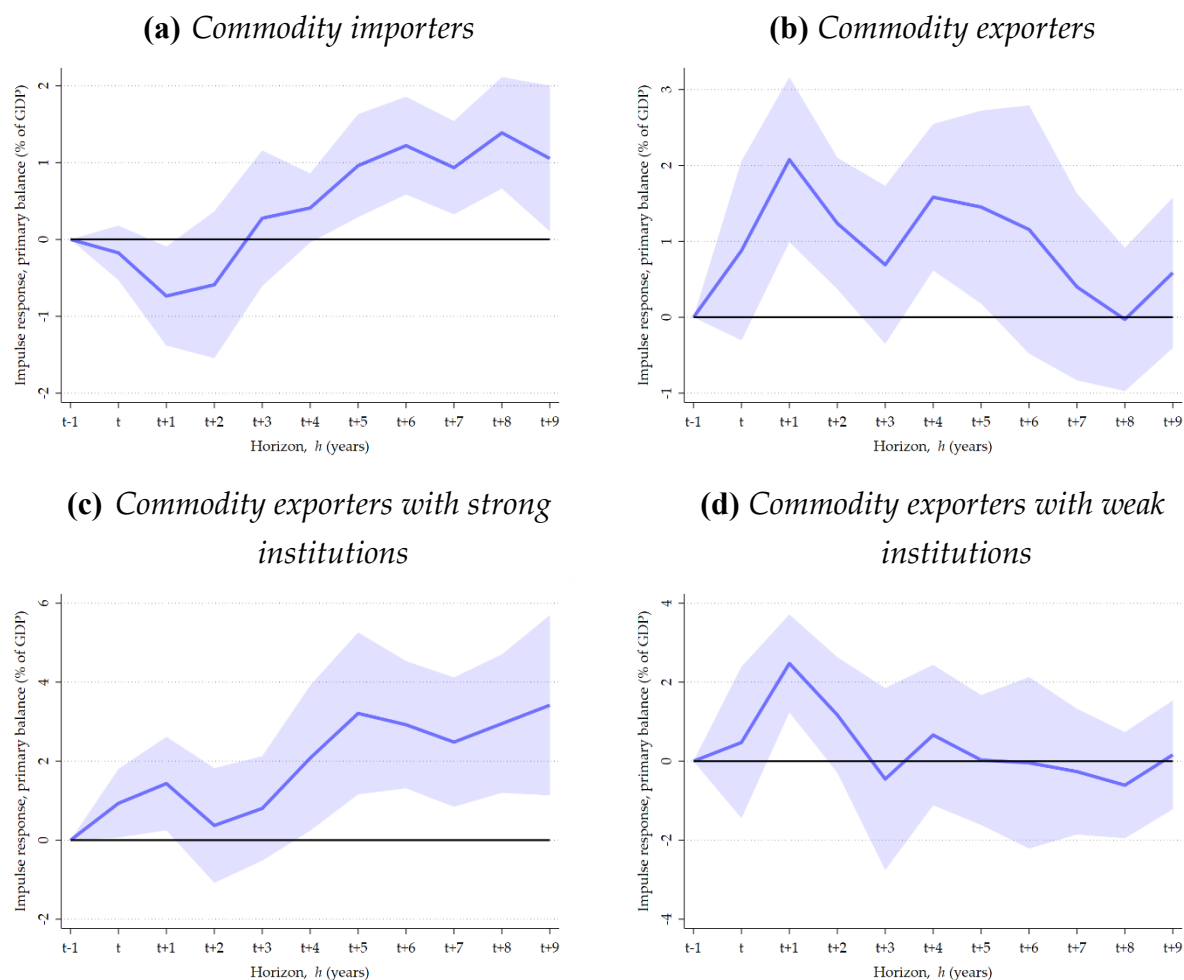 (a) Commodity importers
Impulse response, primary balance (% of GDP)
2
1
0
-1
-2
t-1 t t+1 t+2 t+3 t+4 t+5 t+6 t+7 t+8 t+9
Horizon, h (years)
(b) Commodity exporters
Impulse response, primary balance (% of GDP)
3
2
1
0
-1
t-1 t t+1 t+2 t+3 t+4 t+5 t+6 t+7 t+8 t+9
Horizon, h (years)
(c) Commodity exporters with strong
institutions
Impulse response, primary balance (% of GDP)
6
4
2
0
-2
t-1 t t+1 t+2 t+3 t+4 t+5 t+6 t+7 t+8 t+9
Horizon, h (years)
(d) Commodity exporters with weak
institutions
Impulse response, primary balance (% of GDP)
4
2
0
-2
-4
t-1 t t+1 t+2 t+3 t+4 t+5 t+6 t+7 t+8 t+9
Horizon, h (years)